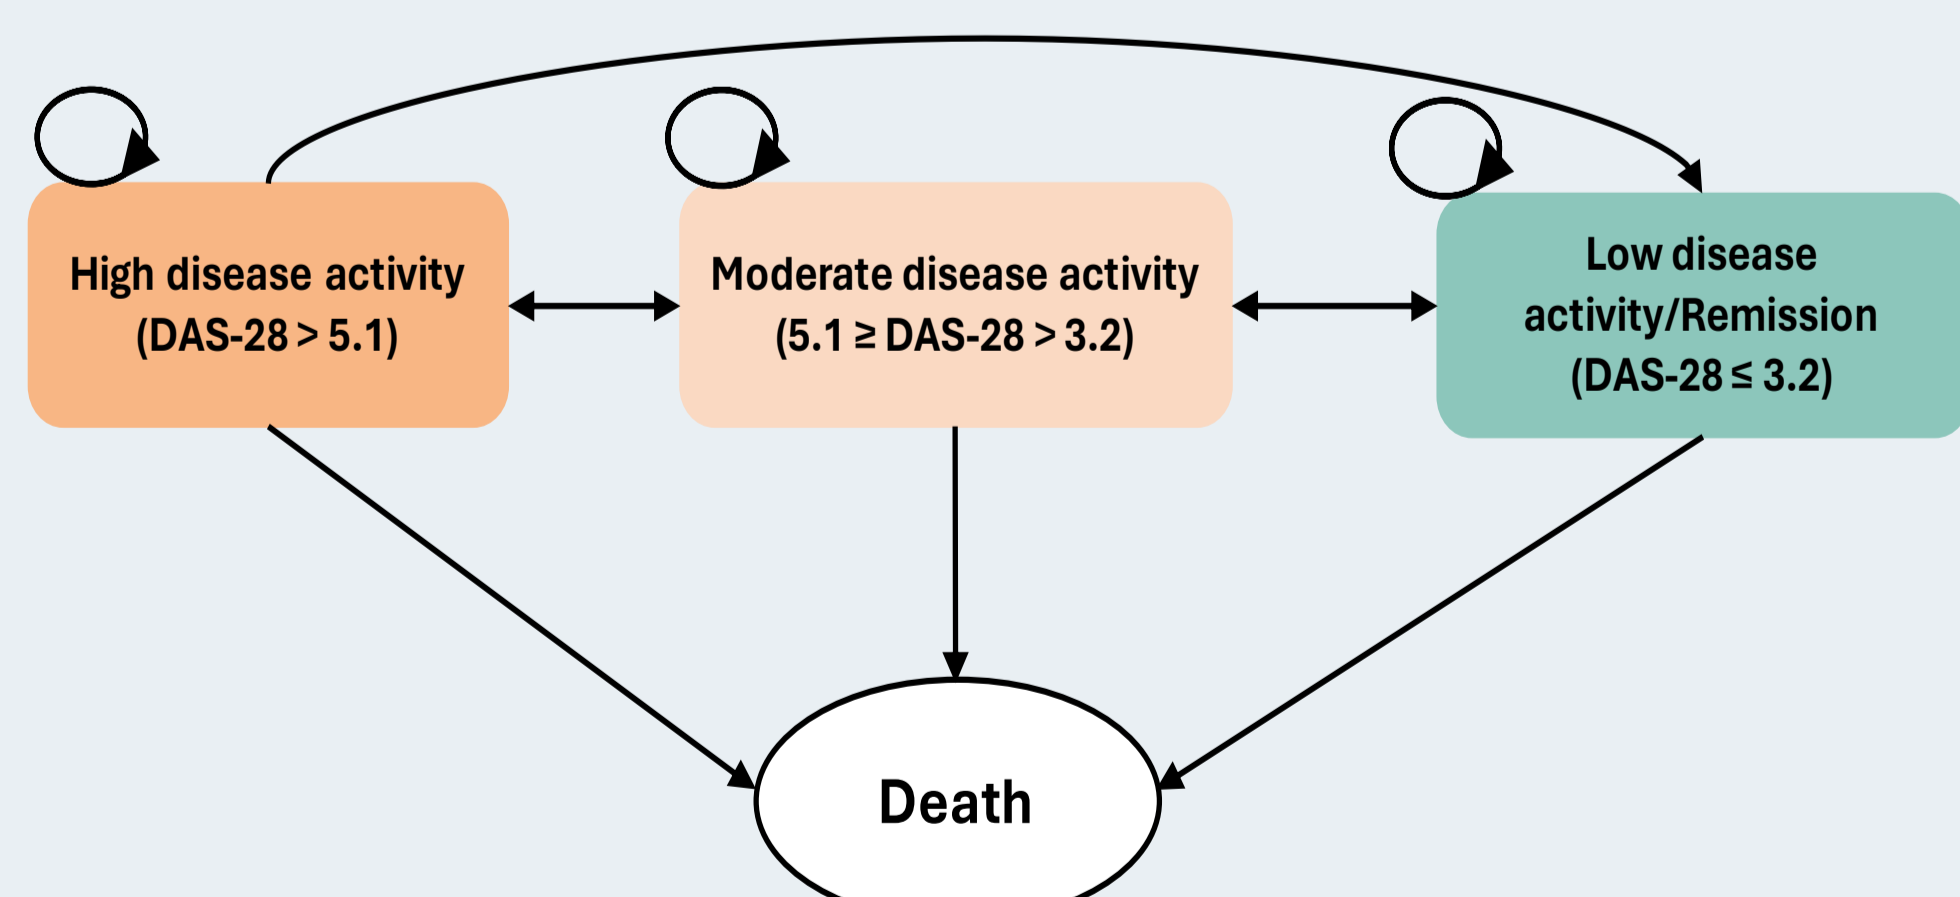 High disease activity
(DAS-28 > 5.1)
Moderate disease activity
(5.1 ≥ DAS-28 > 3.2)
Low disease
activity/Remission
(DAS-28 ≤ 3.2)
Death